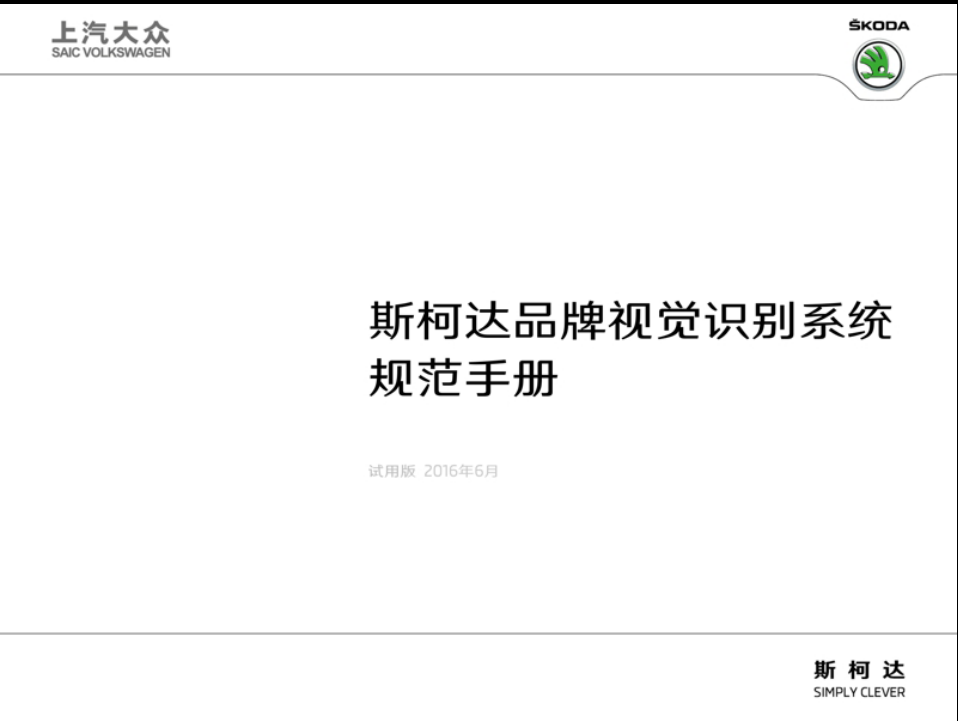 上汽大众
SAIC VOLKSWAGEN
ŠKODA
斯柯达品牌视觉识别系统
规范手册
试用版 2016年6月
斯柯达
SIMPLY CLEVER